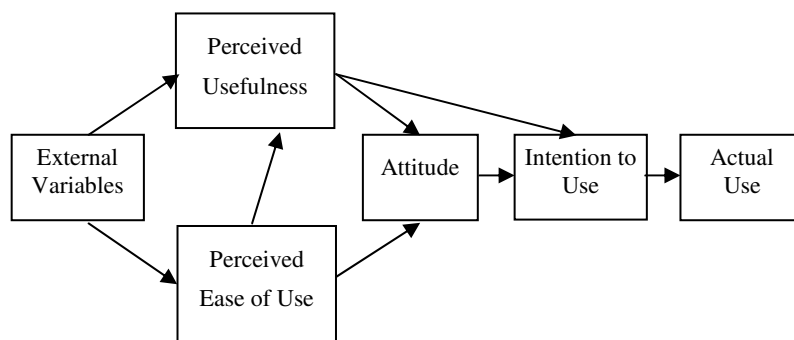 Perceived
Usefulness
External
Variables
Attitude
Intention to
Use
Actual
Use
Perceived
Ease of Use